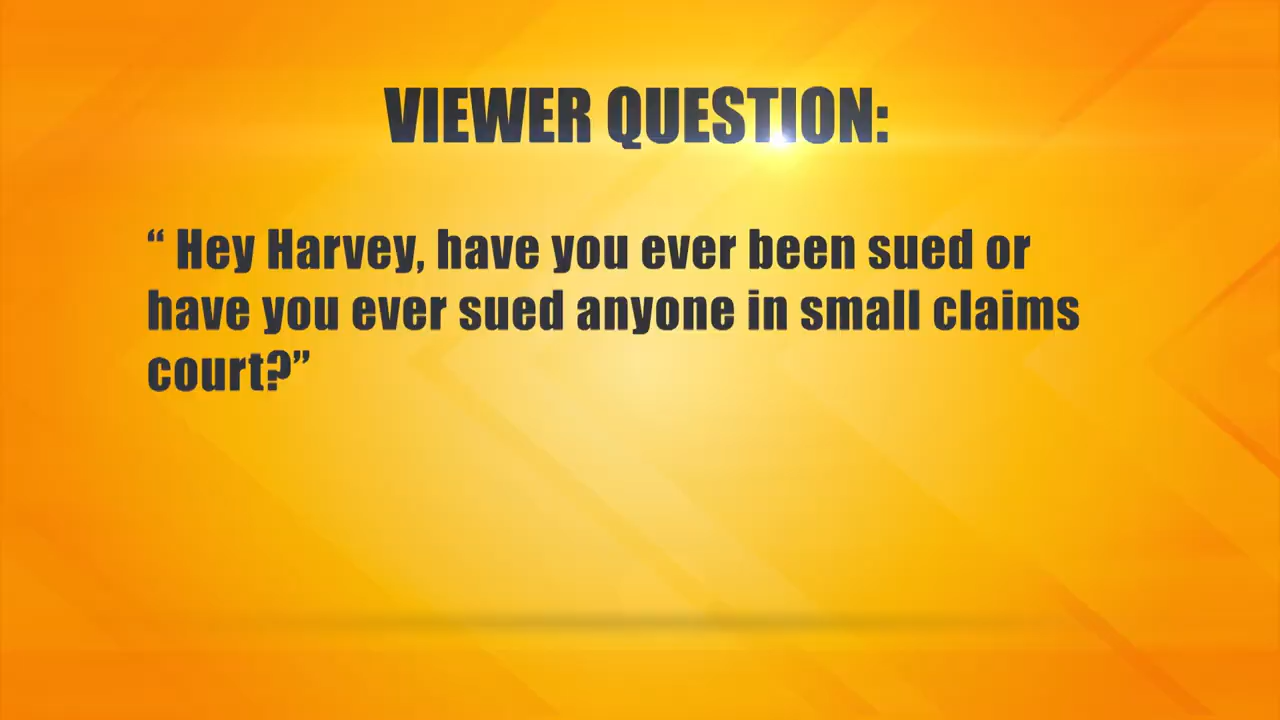 VIEWER QUESTION:
“ Hey Harvey, have you ever been sued or
have you ever sued anyone in small claims
court?”